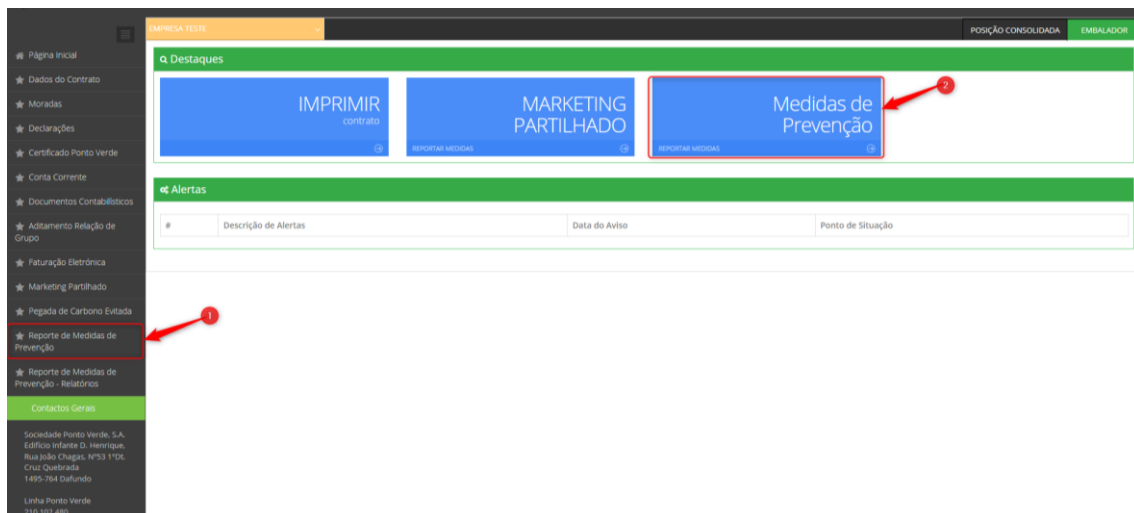 EMPRESA TESTE
POSIÇÃO CONSOLIDADA
EMBALADOR
Página Inicial
Dados do Contrato
Moradas
Declarações
Certificado Ponto Verde
Conta Corrente
Documentos Contabilísticos
Aditamento Relação de
Grupo
Faturação Eletrónica
Marketing Partilhado
Pegada de Carbono Evitada
Reporte de Medidas de
Prevenção
Reporte de Medidas de
Prevenção - Relatórios
Contactos Gerais
Sociedade Ponto Verde, S.A.
Edifício Infante D. Henrique,
Rua João Chagas, Nº53 1ºDt.
Cruz Quebrada
1495-764 Dafundo
Linha Ponto Verde
210 102 480
Destaques
IMPRIMIR
contrato
MARKETING
PARTILHADO
REPORTAR MEDIDAS
Medidas de
Prevenção
REPORTAR MEDIDAS
2
Alertas
# Descrição de Alertas Data do Aviso Ponto de Situação
1